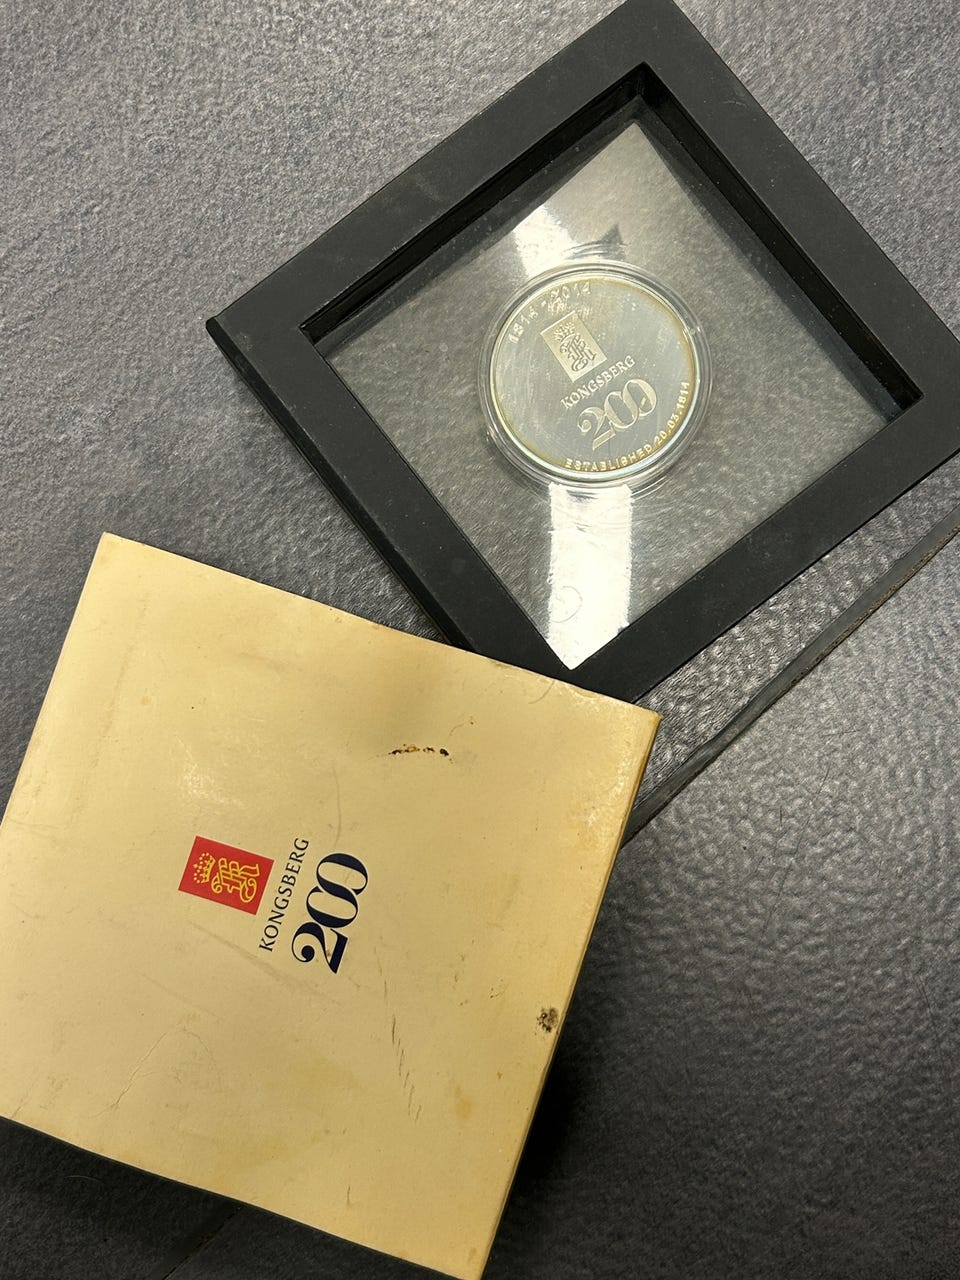 1814 - 2014
KONGSBERG
200
ESTABLISHED 20.03.1814
KONGSBERG
200